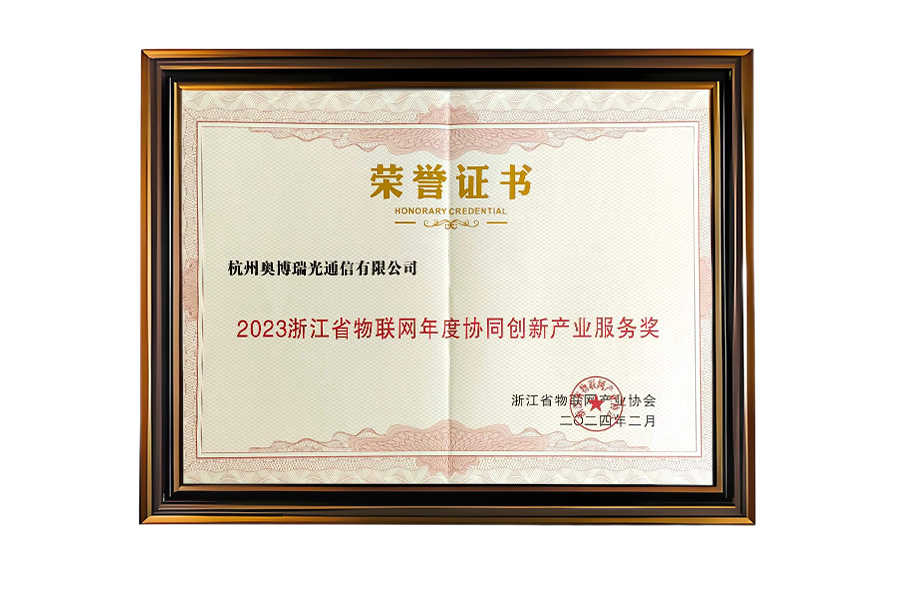 荣誉证书
HONORARY CREDENTIAL
杭州奥博瑞光通信有限公司
2023浙江省物联网年度协同创新产业服务奖
浙江省物联网产业协会
二〇二四年二月